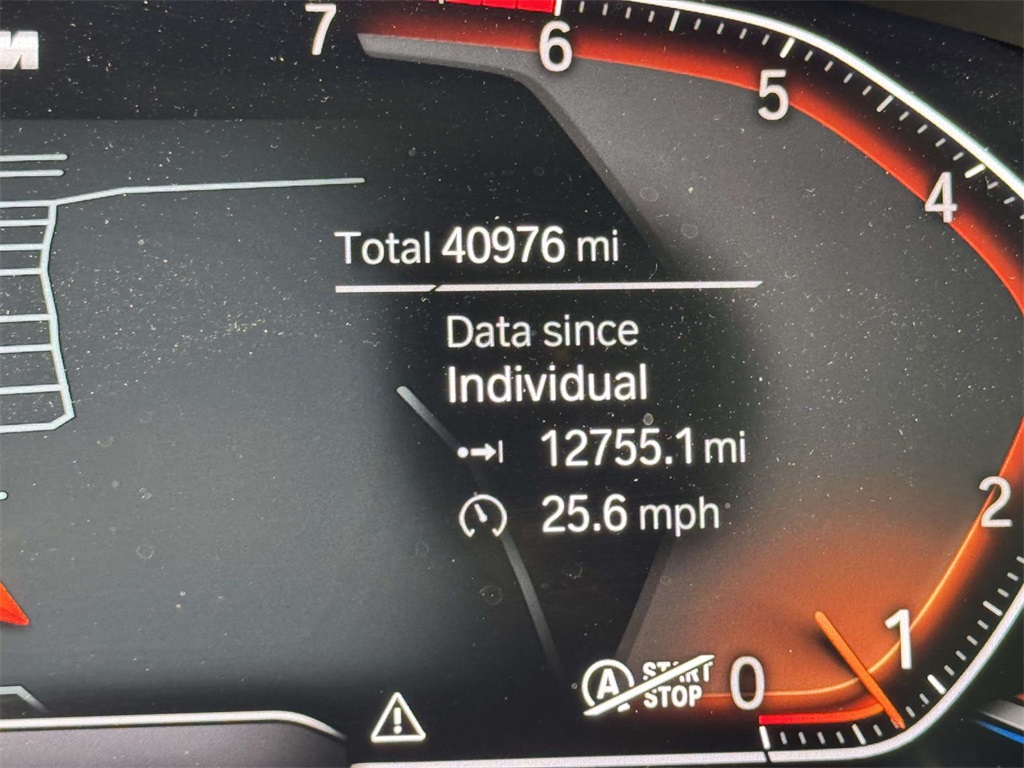 M
7
6
5
4
Total 40976 mi
Data since
Individual
12755.1 mi
25.6 mph
2
1
0
A START
STOP